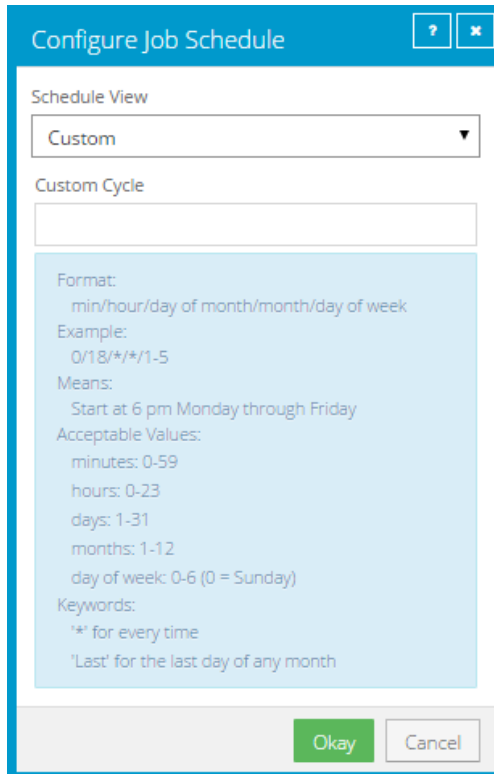 Configure Job Schedule
?
×
Schedule View
Custom
Custom Cycle
Format:
min/hour/day of month/month/day of week
Example:
0/18/*/*/1-5
Means:
Start at 6 pm Monday through Friday
Acceptable Values:
minutes: 0-59
hours: 0-23
days: 1-31
months: 1-12
day of week: 0-6 (0 = Sunday)
Keywords:
'*' for every time
'Last' for the last day of any month
Okay
Cancel